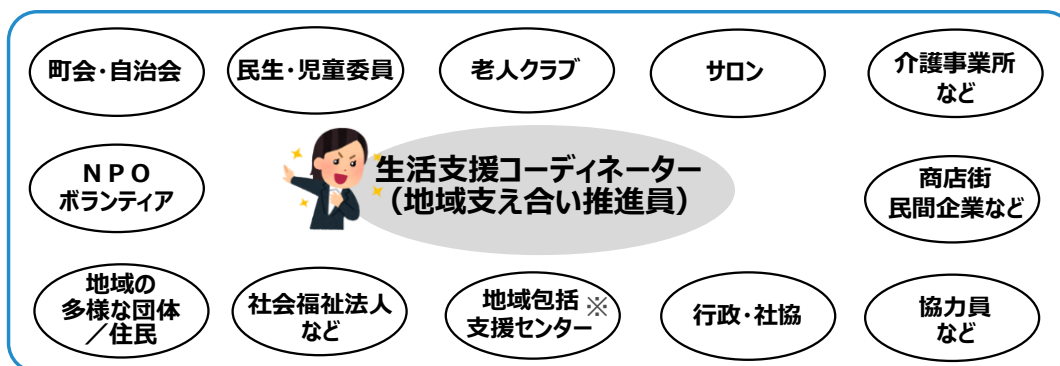 町会・自治会
民生・児童委員
老人クラブ
サロン
介護事業所
など
NPO
ボランティア
生活支援コーディネーター
（地域支え合い推進員）
商店街
民間企業など
地域の
多様な団体
／住民
社会福祉法人
など
地域包括※
支援センター
行政・社協
協力員
など